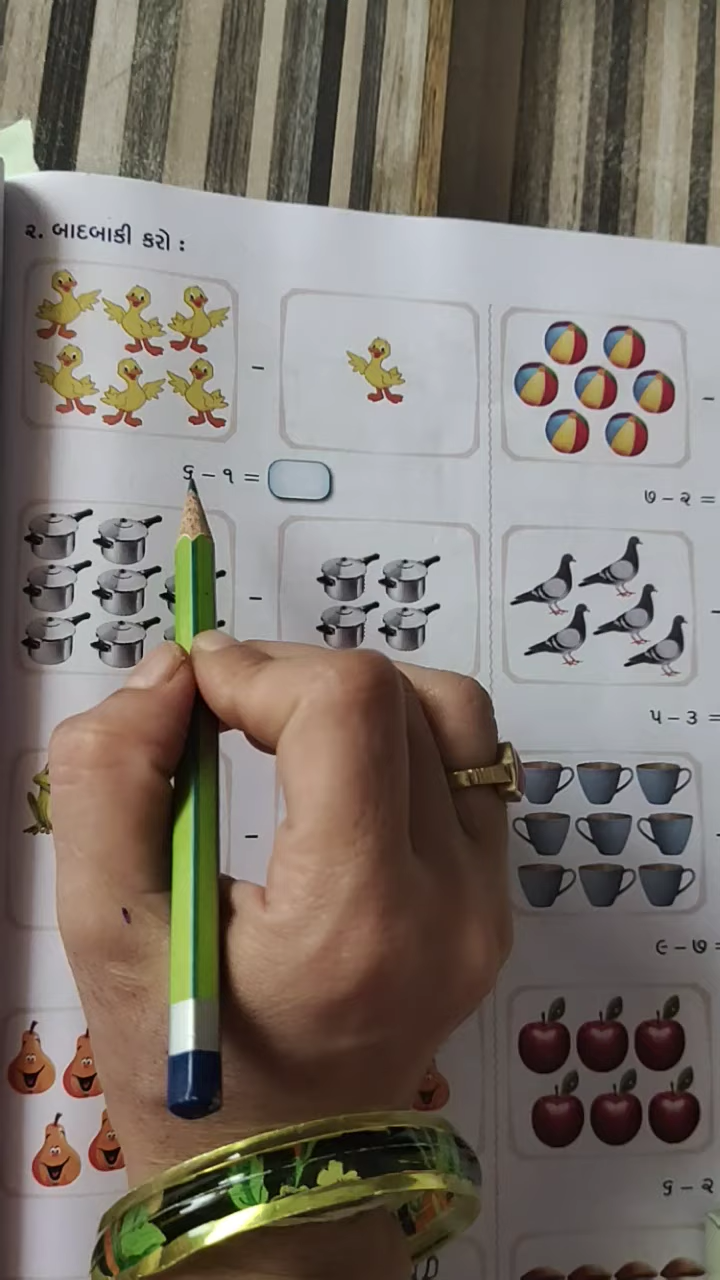 ૨. બાદબાકી કરો :
૬ – ૧ =
૭ – ૨ =
૫ – ૩ =
૯ – ૭ =
૬ – ૨